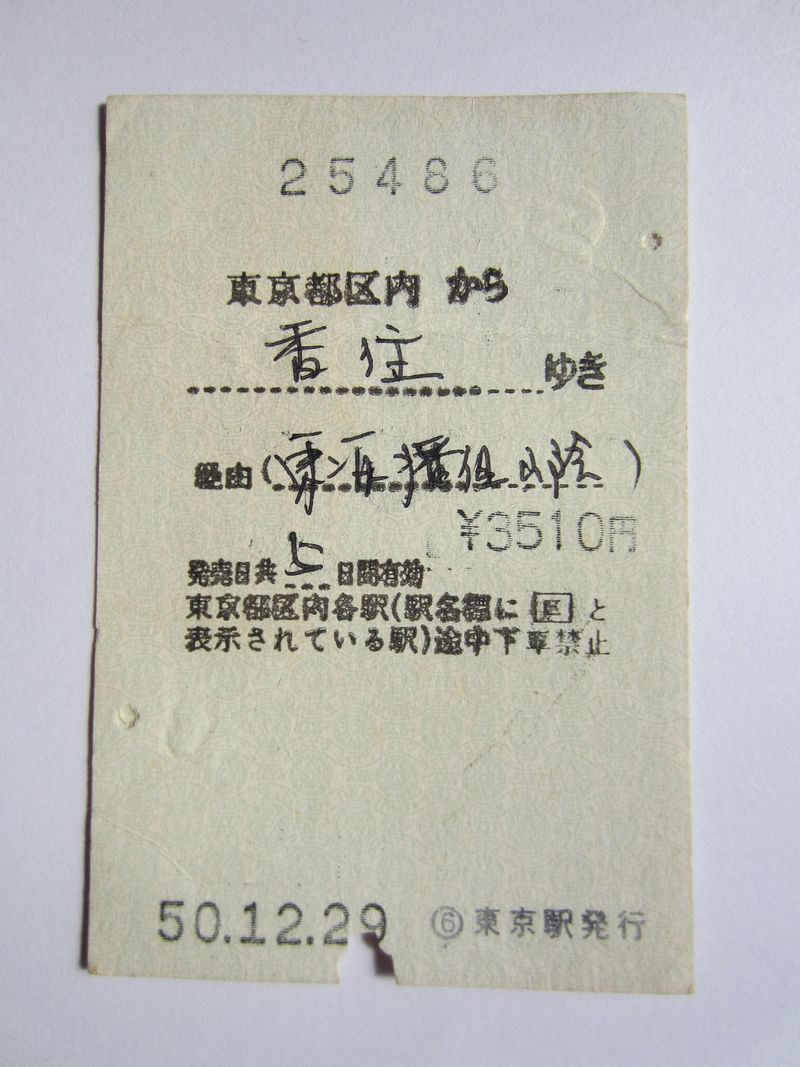 25486
東京都区内 から
香住 ゆき
経由(東海 播但 山陰)
¥3510円
発売日共 5 日間有効
東京都区内各駅(駅名標に 区 と
表示されている駅)途中下車禁止
50.12.29 ⑥東京駅発行